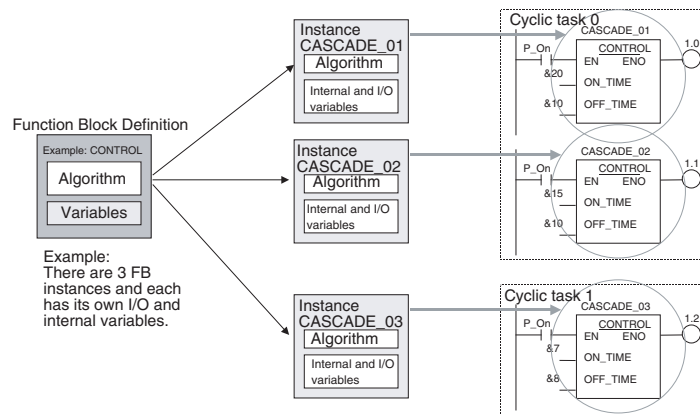 Function Block Definition
Example: CONTROL
Algorithm
Variables
Example:
There are 3 FB
instances and each
has its own I/O and
internal variables.
Instance
CASCADE_01
Algorithm
Internal and I/O
variables
Instance
CASCADE_02
Algorithm
Internal and I/O
variables
Instance
CASCADE_03
Algorithm
Internal and I/O
variables
Cyclic task 0
CASCADE_01
P_On
CONTROL
1.0
EN ENO
&20
ON_TIME
&10
OFF_TIME
CASCADE_02
P_On
CONTROL
1.1
EN ENO
&15
ON_TIME
&10
OFF_TIME
Cyclic task 1
CASCADE_03
P_On
CONTROL
1.2
EN ENO
&7
ON_TIME
&8
OFF_TIME